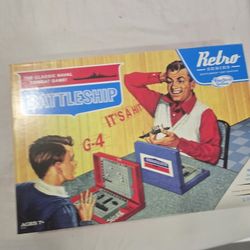 THE CLASSIC NAVAL
COMBAT GAME!
BATTLESHIP
Retro
SERIES
IT'S A HIT
G-4
AGES 7+